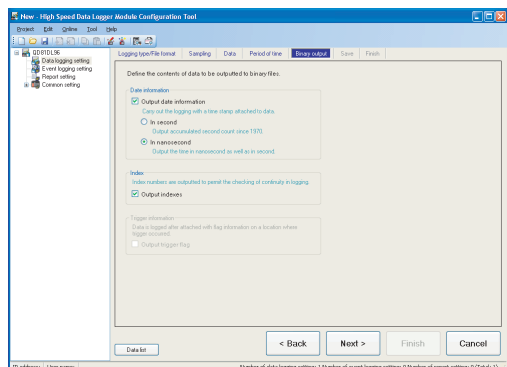 New - High Speed Data Logger Module Configuration Tool
Project Edit Online Tool Help
QD81DL96
Data logging setting
Event logging setting
Report setting
Common setting
Logging type/File format Sampling Data Period of time Binary output Save Finish
Define the contents of data to be outputted to binary files.
Date information
Output date information
Carry out the logging with a time stamp attached to data.
In second
Output accumulated second count since 1970.
In nanosecond
Output the time in nanosecond as well as in second.
Index
Index numbers are outputted to permit the checking of continuity in logging.
Output indexes
Trigger information
Data is logged after attached with flag information on a location where
trigger occurred.
Output trigger flag
Data list
< Back
Next >
Finish
Cancel